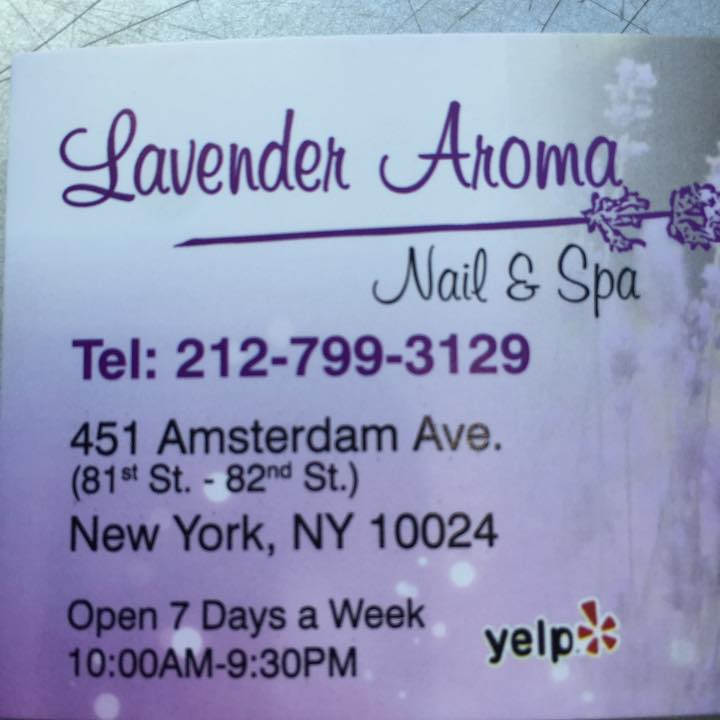 Lavender Aroma
Nail & Spa
Tel: 212-799-3129
451 Amsterdam Ave.
(81st St. - 82nd St.)
New York, NY 10024
Open 7 Days a Week
10:00AM-9:30PM
yelp